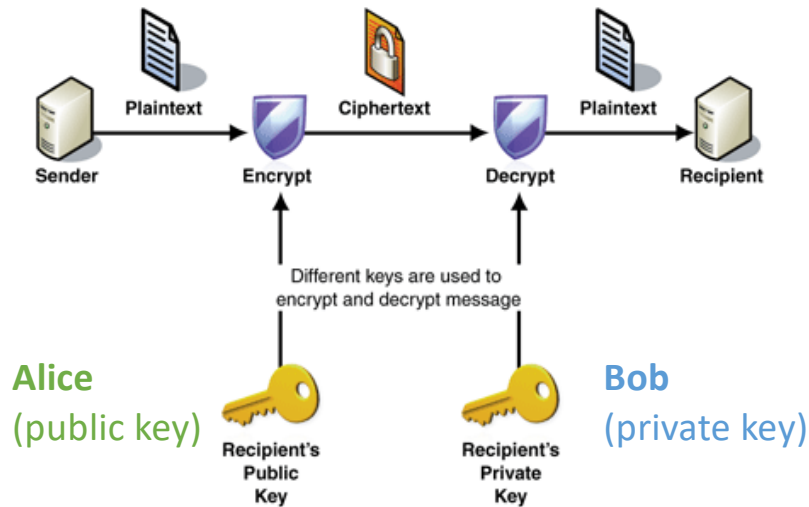 Plaintext
Ciphertext
Plaintext
Sender
Encrypt
Decrypt
Recipient
Different keys are used to
encrypt and decrypt message
Alice
(public key)
Recipient's
Public
Key
Recipient's
Private
Key
Bob
(private key)